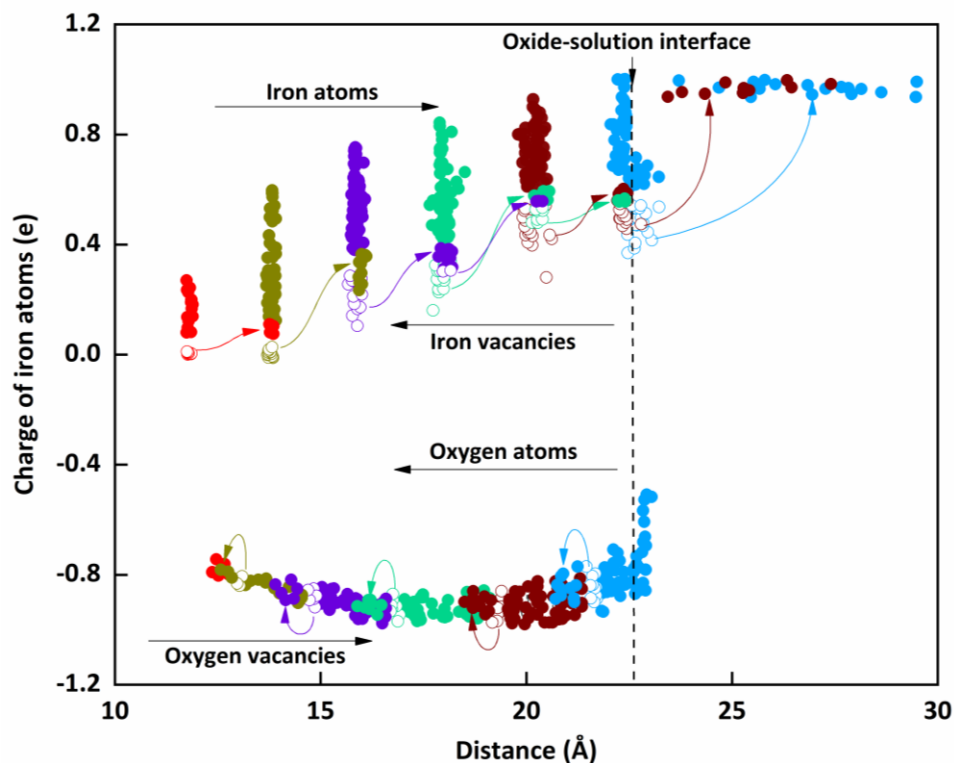 1.2
Oxide-solution interface
Iron atoms
0.8
0.4
Iron vacancies
0.0
Charge of iron atoms (e)
Oxygen atoms
-0.4
-0.8
Oxygen vacancies
-1.2
10
15
20
25
30
Distance (Å)